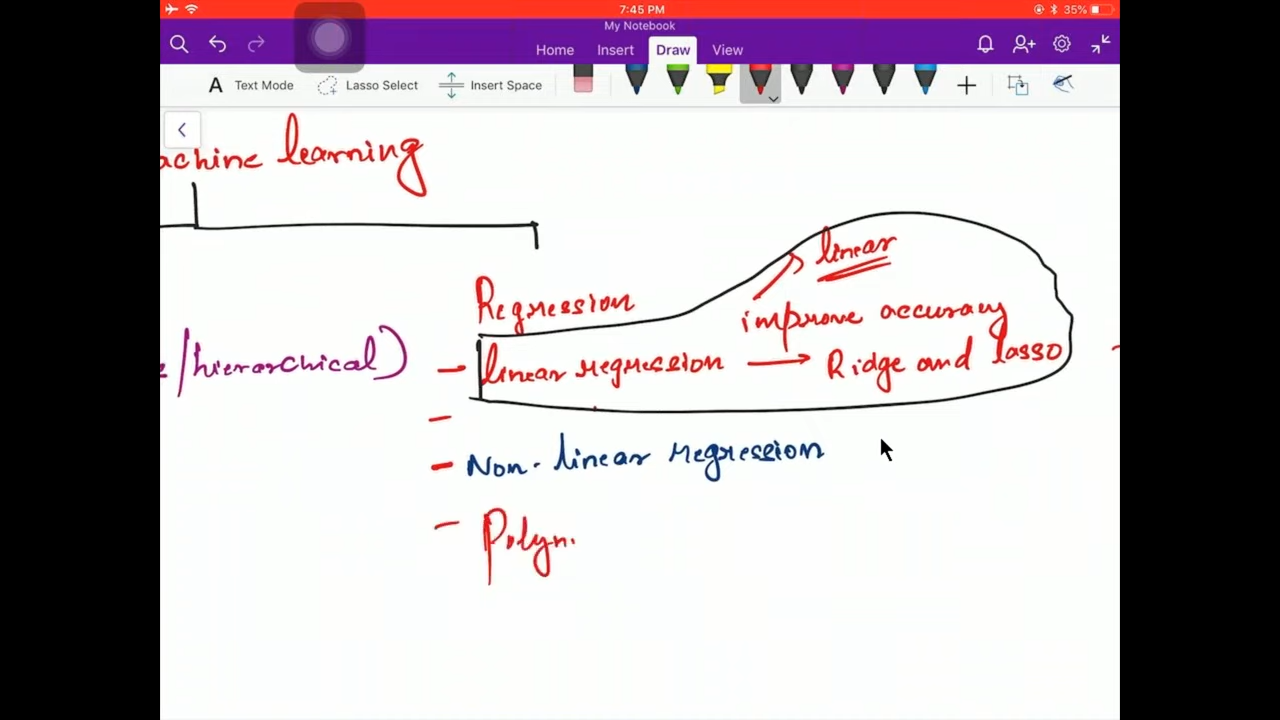 7:45 PM
35%
My Notebook
Home Insert Draw View
A Text Mode Lasso Select Insert Space
achine learning
linear
Regression
improve accuracy
/hierarchical)
- linear regression → Ridge and lasso
-
- Non-linear regression
- Polyn.